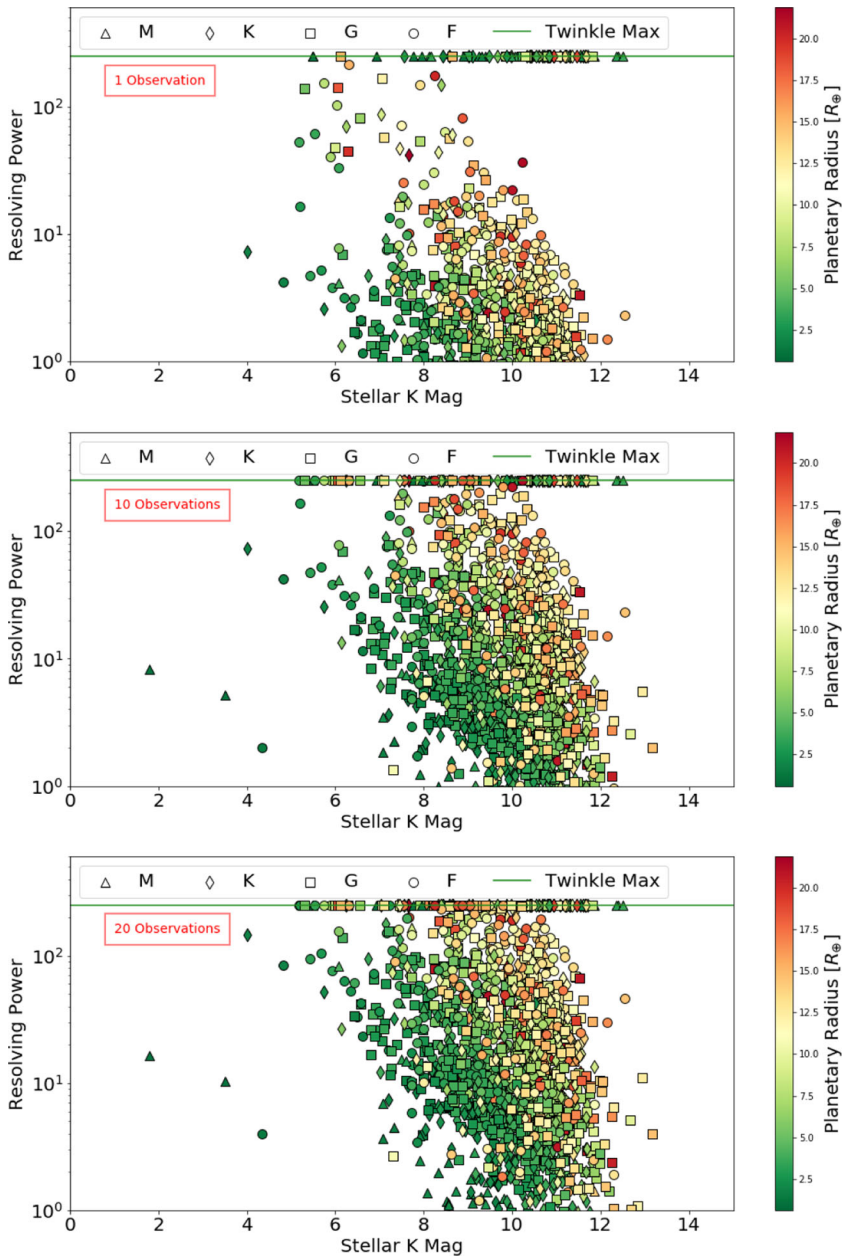 M K G F Twinkle Max
1 Observation
10²
10¹
10⁰
Resolving Power
0 2 4 6 8 10 12 14
Stellar K Mag
20.0
17.5
15.0
12.5
10.0
7.5
5.0
2.5
Planetary Radius [R⊕]
M K G F Twinkle Max
10 Observations
10²
10¹
10⁰
Resolving Power
0 2 4 6 8 10 12 14
Stellar K Mag
20.0
17.5
15.0
12.5
10.0
7.5
5.0
2.5
Planetary Radius [R⊕]
M K G F Twinkle Max
20 Observations
10²
10¹
10⁰
Resolving Power
0 2 4 6 8 10 12 14
Stellar K Mag
20.0
17.5
15.0
12.5
10.0
7.5
5.0
2.5
Planetary Radius [R⊕]